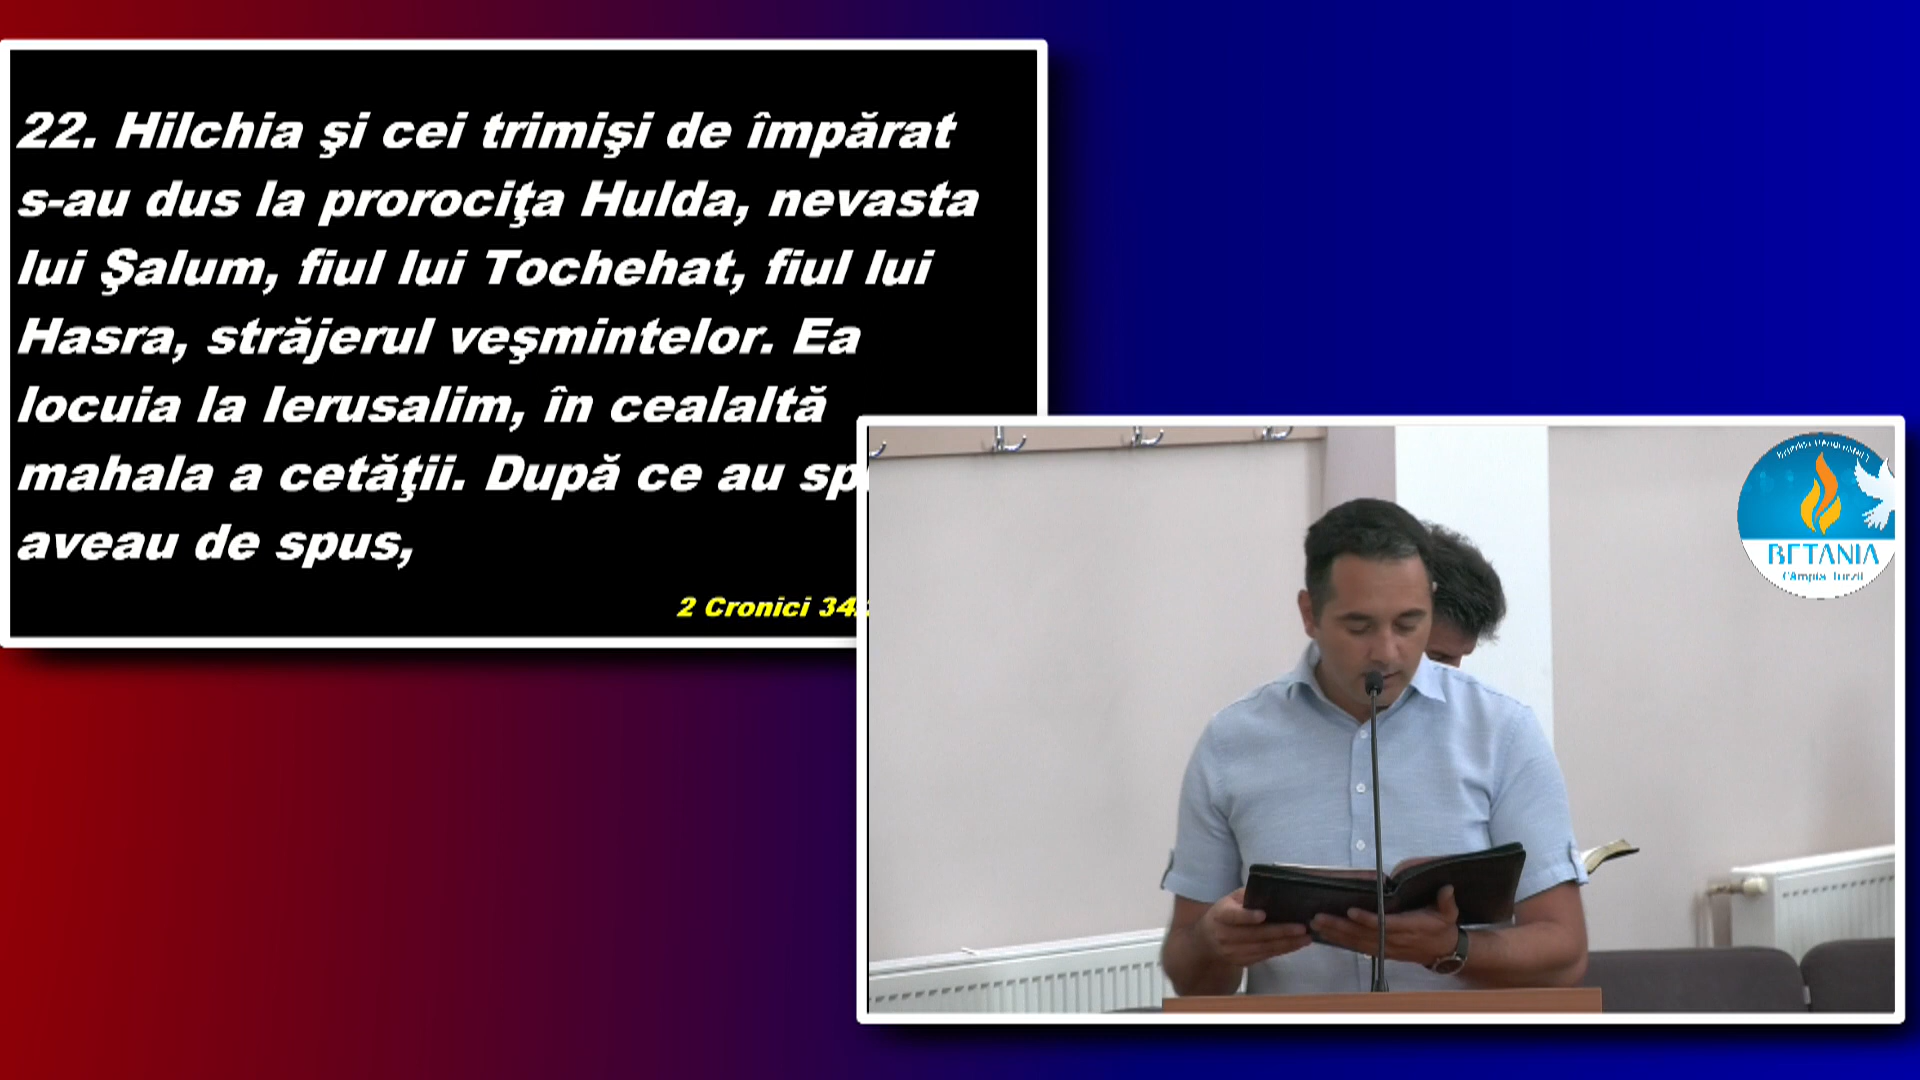 22. Hilchia şi cei trimişi de împărat
s-au dus la prorociţa Hulda, nevasta
lui Şalum, fiul lui Tochehat, fiul lui
Hasra, străjerul veşmintelor. Ea
locuia la Ierusalim, în cealaltă
mahala a cetăţii. După ce au
aveau de spus,
2 Cronici
BETANIA
Câmpia Turzii